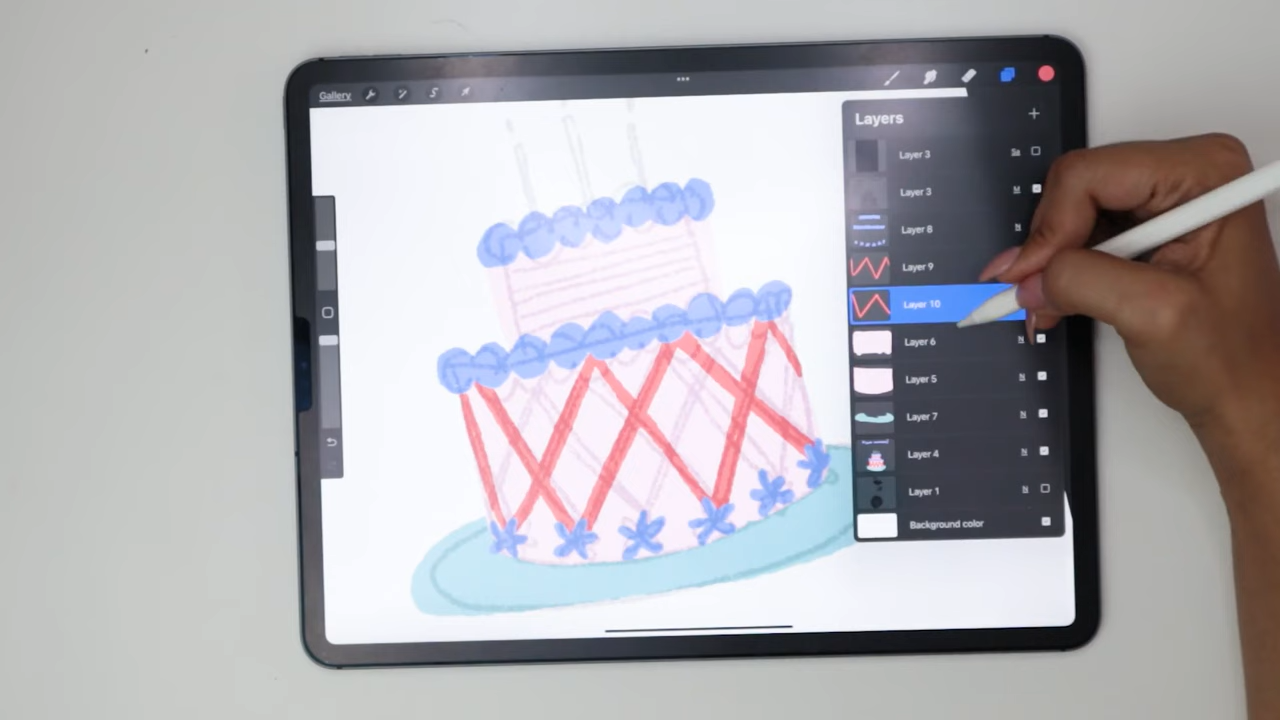 Gallery
Layers
Layer 3 Sa
Layer 3 M
Layer 8 N
Layer 9
Layer 10
Layer 6 N
Layer 5 N
Layer 7 N
Layer 4 N
Layer 1 N
Background color